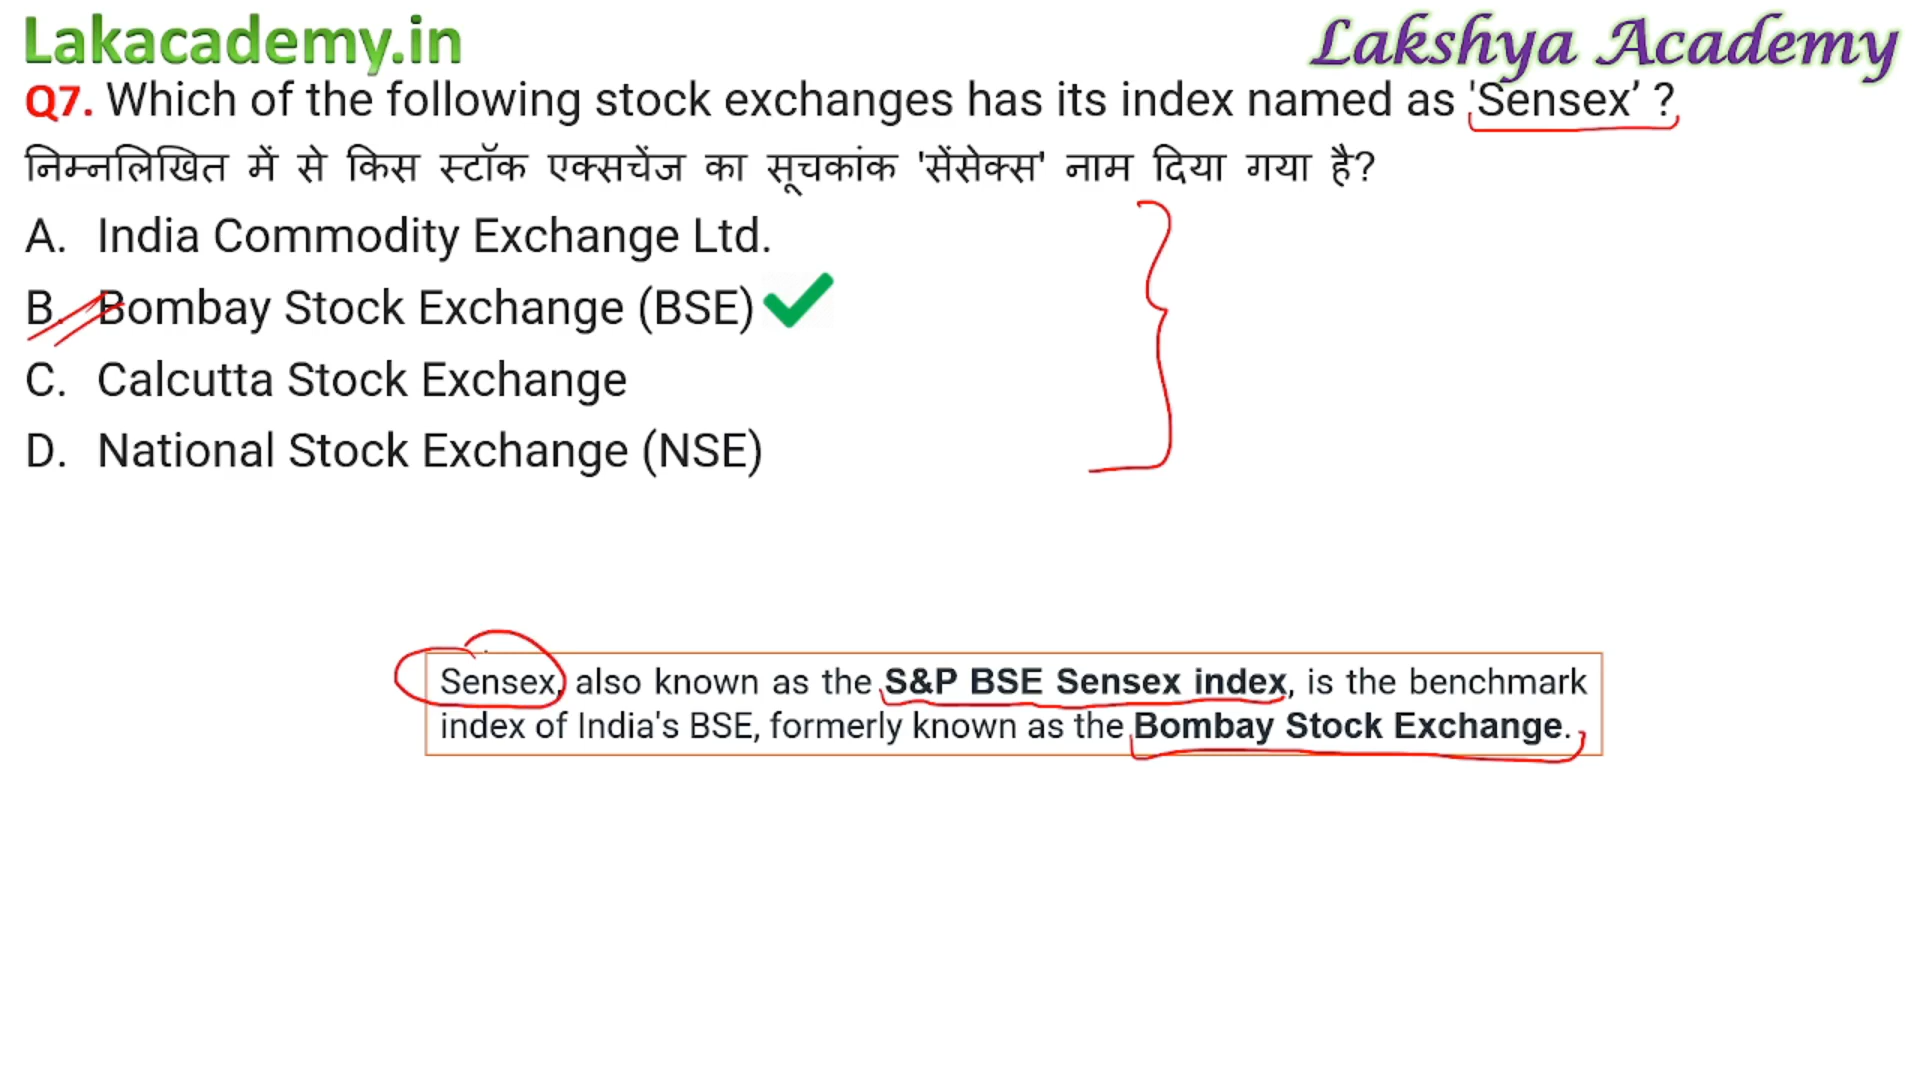 Lakacademy.in
Lakshya Academy
Q7. Which of the following stock exchanges has its index named as 'Sensex’ ?
निम्नलिखित में से किस स्टॉक एक्सचेंज का सूचकांक 'सेंसेक्स' नाम दिया गया है?
A. India Commodity Exchange Ltd.
B. Bombay Stock Exchange (BSE)
C. Calcutta Stock Exchange
D. National Stock Exchange (NSE)
Sensex, also known as the S&P BSE Sensex index, is the benchmark
index of India's BSE, formerly known as the Bombay Stock Exchange.